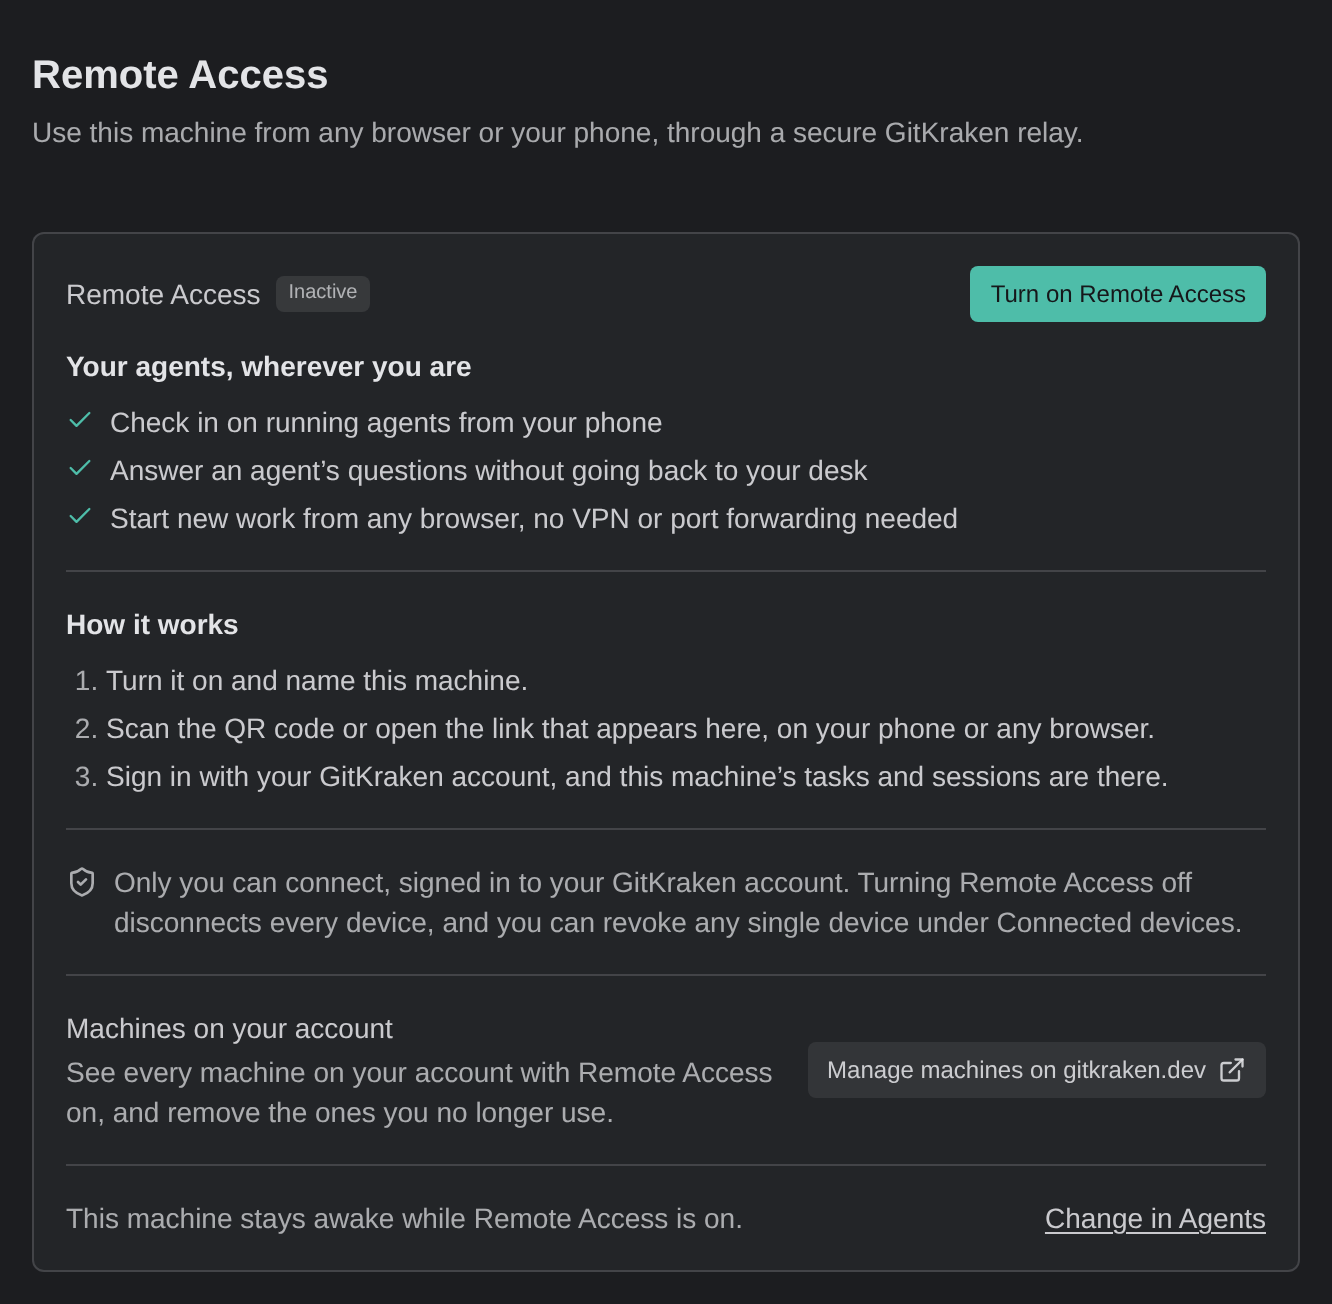 Remote Access
Use this machine from any browser or your phone, through a secure GitKraken relay.
Remote Access
Inactive
Turn on Remote Access
Your agents, wherever you are
Check in on running agents from your phone
Answer an agent’s questions without going back to your desk
Start new work from any browser, no VPN or port forwarding needed
How it works
1. Turn it on and name this machine.
2. Scan the QR code or open the link that appears here, on your phone or any browser.
3. Sign in with your GitKraken account, and this machine’s tasks and sessions are there.
Only you can connect, signed in to your GitKraken account. Turning Remote Access off
disconnects every device, and you can revoke any single device under Connected devices.
Machines on your account
See every machine on your account with Remote Access
on, and remove the ones you no longer use.
Manage machines on gitkraken.dev
This machine stays awake while Remote Access is on.
Change in Agents